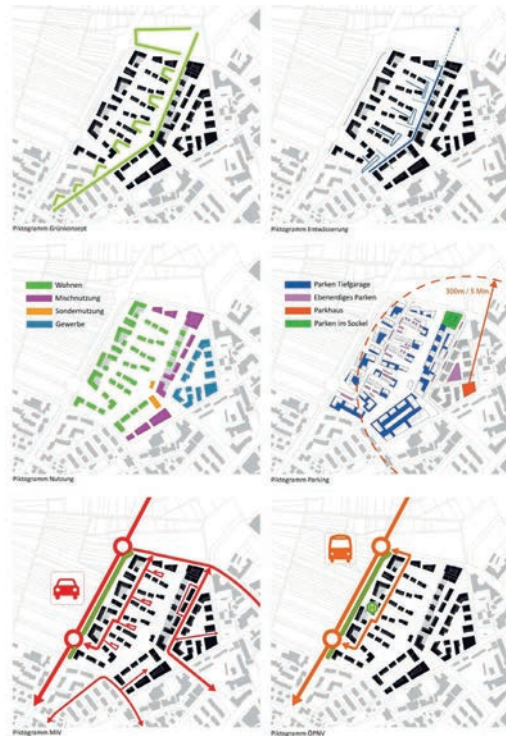 Piktogramm Grünkonzept
Piktogramm Entwässerung
Wohnen
Mischnutzung
Sondernutzung
Gewerbe
Piktogramm Nutzung
Parken Tiefgarage
Ebenerdiges Parken
Parkhaus
Parken im Sockel
300m / 5 Min.
Piktogramm Parking
Piktogramm MIV
H
Piktogramm ÖPNV